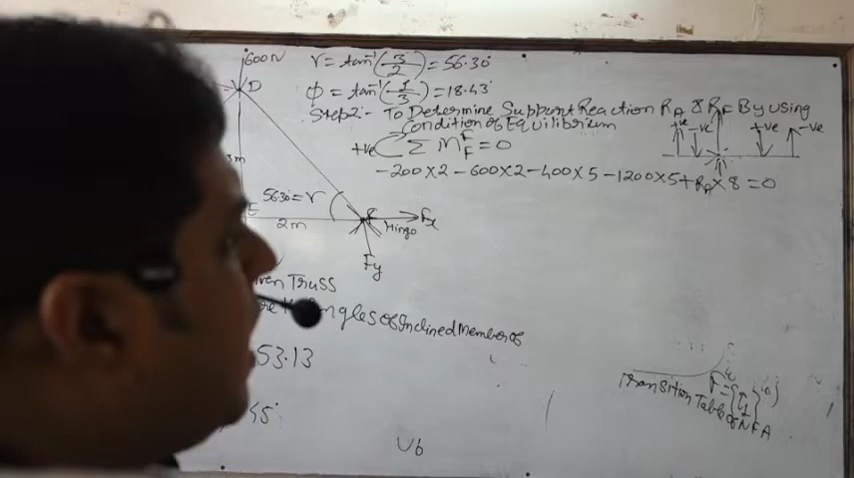 600N
D
γ = tan⁻¹(3/2) = 56.30°
φ = tan⁻¹(1/3) = 18.43°
Step2:- To Determine Support Reaction RA & RF By using
Condition of Equilibrium
+ve ΣMF = 0
+ve -ve +ve -ve
-200×2-600×2-400×5-1200×5+RA×8=0
3m
56.30=γ
E
2m
F
Fx
Hinge
Fy
Truss
Angles of Inclined Member of
53.13
45°
Transition Table of NFA